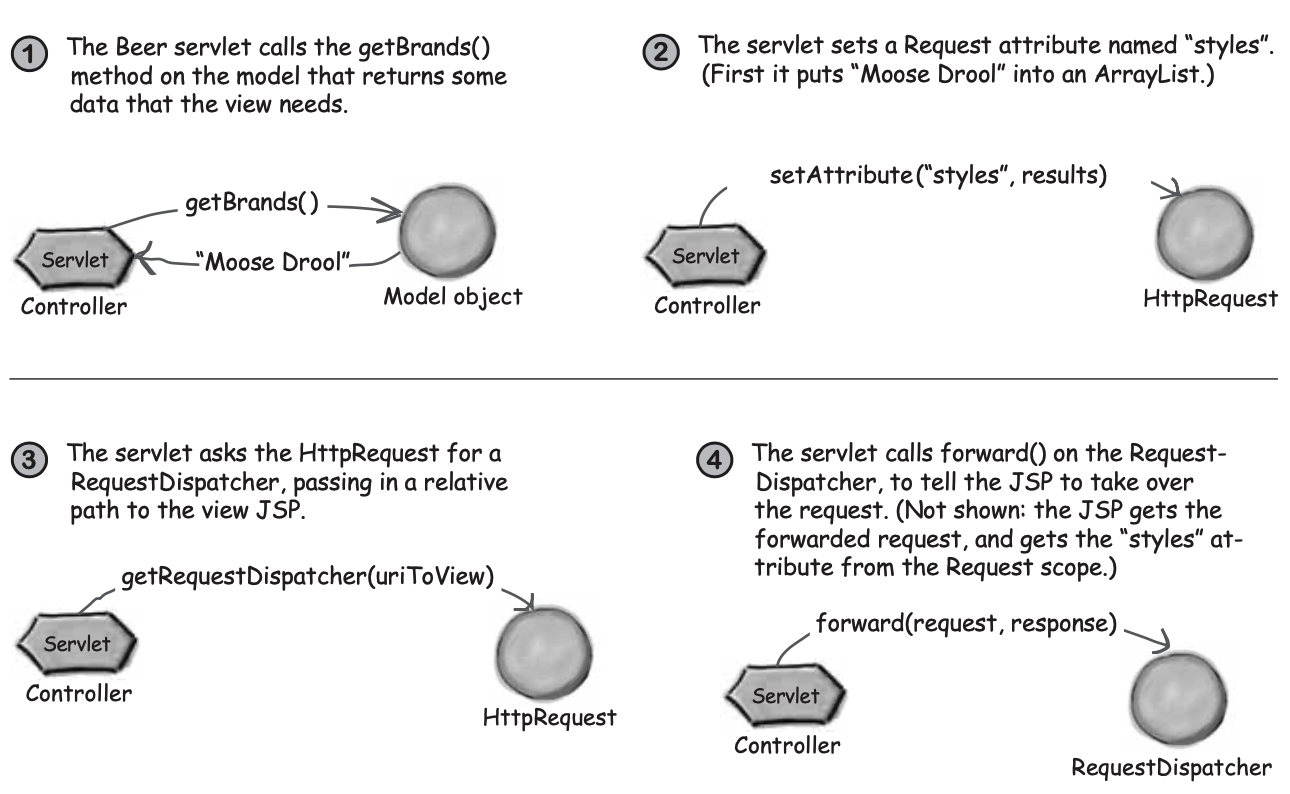 1 The Beer servlet calls the getBrands()
method on the model that returns some
data that the view needs.
getBrands()
"Moose Drool"
Servlet
Controller
Model object
2 The servlet sets a Request attribute named "styles".
(First it puts "Moose Drool" into an ArrayList.)
setAttribute("styles", results)
Servlet
Controller
HttpRequest
3 The servlet asks the HttpRequest for a
RequestDispatcher, passing in a relative
path to the view JSP.
getRequestDispatcher(uriToView)
Servlet
Controller
HttpRequest
4 The servlet calls forward() on the Request-
Dispatcher, to tell the JSP to take over
the request. (Not shown: the JSP gets the
forwarded request, and gets the "styles" at-
tribute from the Request scope.)
forward(request, response)
Servlet
Controller
RequestDispatcher